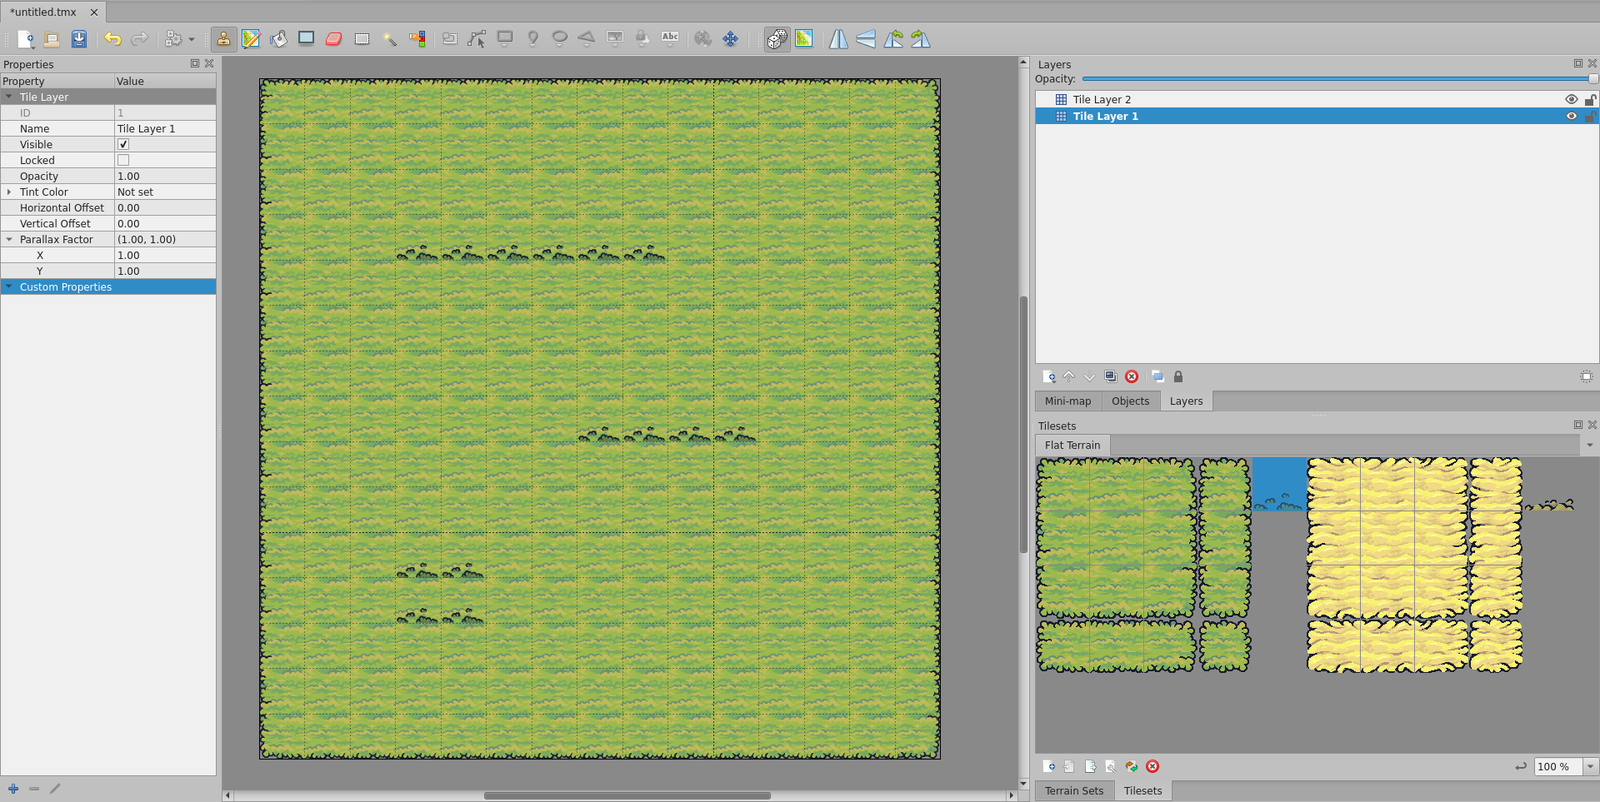 *untitled.tmx
Abc
Properties
Property Value
Tile Layer
ID 1
Name Tile Layer 1
Visible
Locked
Opacity 1.00
Tint Color Not set
Horizontal Offset 0.00
Vertical Offset 0.00
Parallax Factor (1.00, 1.00)
X 1.00
Y 1.00
Custom Properties
Layers
Opacity:
Tile Layer 2
Tile Layer 1
Mini-map Objects Layers
Tilesets
Flat Terrain
100 %
Terrain Sets Tilesets